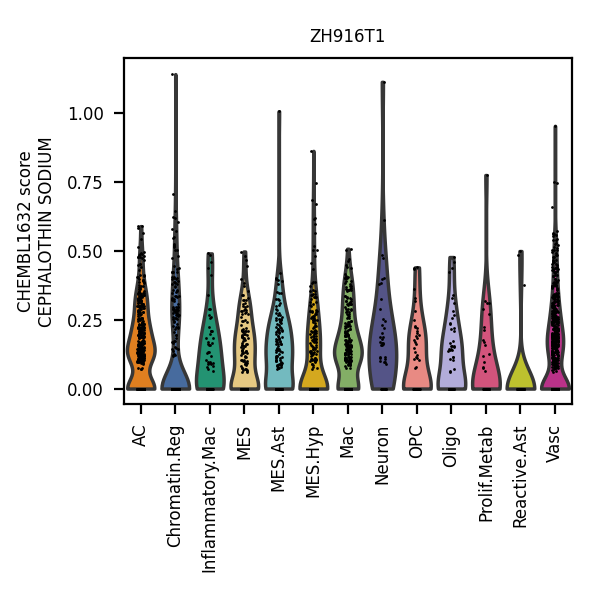 ZH916T1
CHEMBL1632 score
CEPHALOTHIN SODIUM
1.00
0.75
0.50
0.25
0.00
AC
Chromatin.Reg
Inflammatory.Mac
MES
MES.Ast
MES.Hyp
Mac
Neuron
OPC
Oligo
Prolif.Metab
Reactive.Ast
Vasc